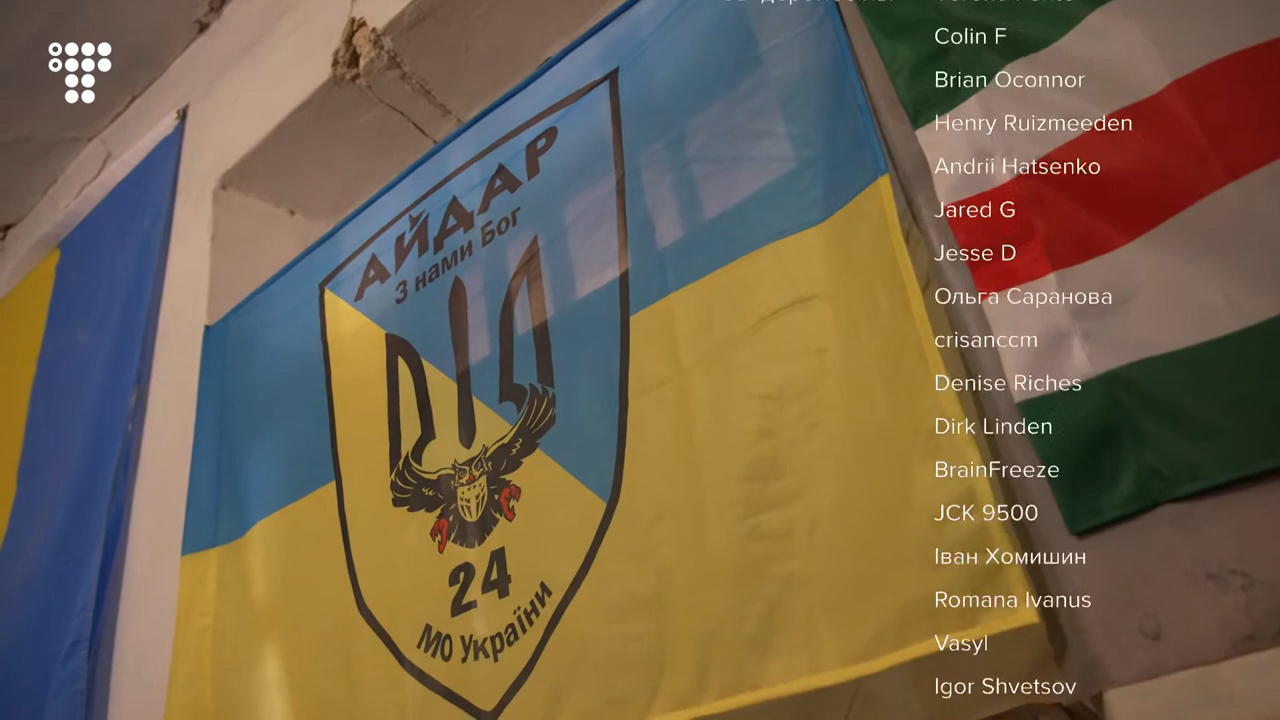 АЙДАР
З нами Бог
24
МО України
Colin F
Brian Oconnor
Henry Ruizmeeden
Andrii Hatsenko
Jared G
Jesse D
Ольга Саранова
crisanccm
Denise Riches
Dirk Linden
BrainFreeze
JCK 9500
Іван Хомишин
Romana Ivanus
Vasyl
Igor Shvetsov